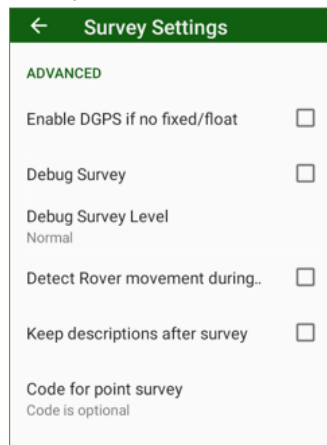 Survey Settings
ADVANCED
Enable DGPS if no fixed/float
Debug Survey
Debug Survey Level
Normal
Detect Rover movement during..
Keep descriptions after survey
Code for point survey
Code is optional